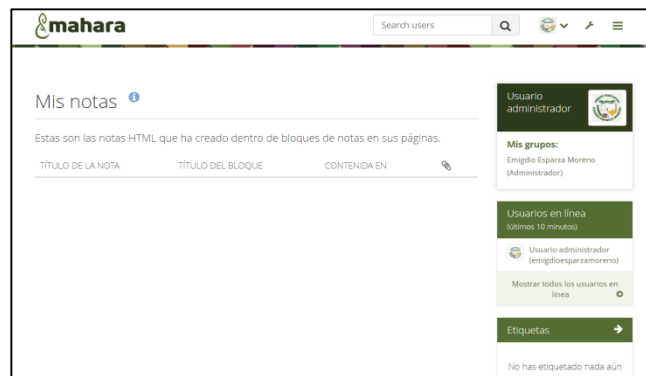 mahara
Search users
Mis notas
Estas son las notas HTML que ha creado dentro de bloques de notas en sus páginas.
TÍTULO DE LA NOTA TÍTULO DEL BLOQUE CONTENIDA EN
Usuario
administrador
Mis grupos:
Emigdio Esparza Moreno
(Administrador)
Usuarios en línea
(últimos 10 minutos)
Usuario administrador
(emigdioesparzamoreno)
Mostrar todos los usuarios en
línea
Etiquetas
No has etiquetado nada aún